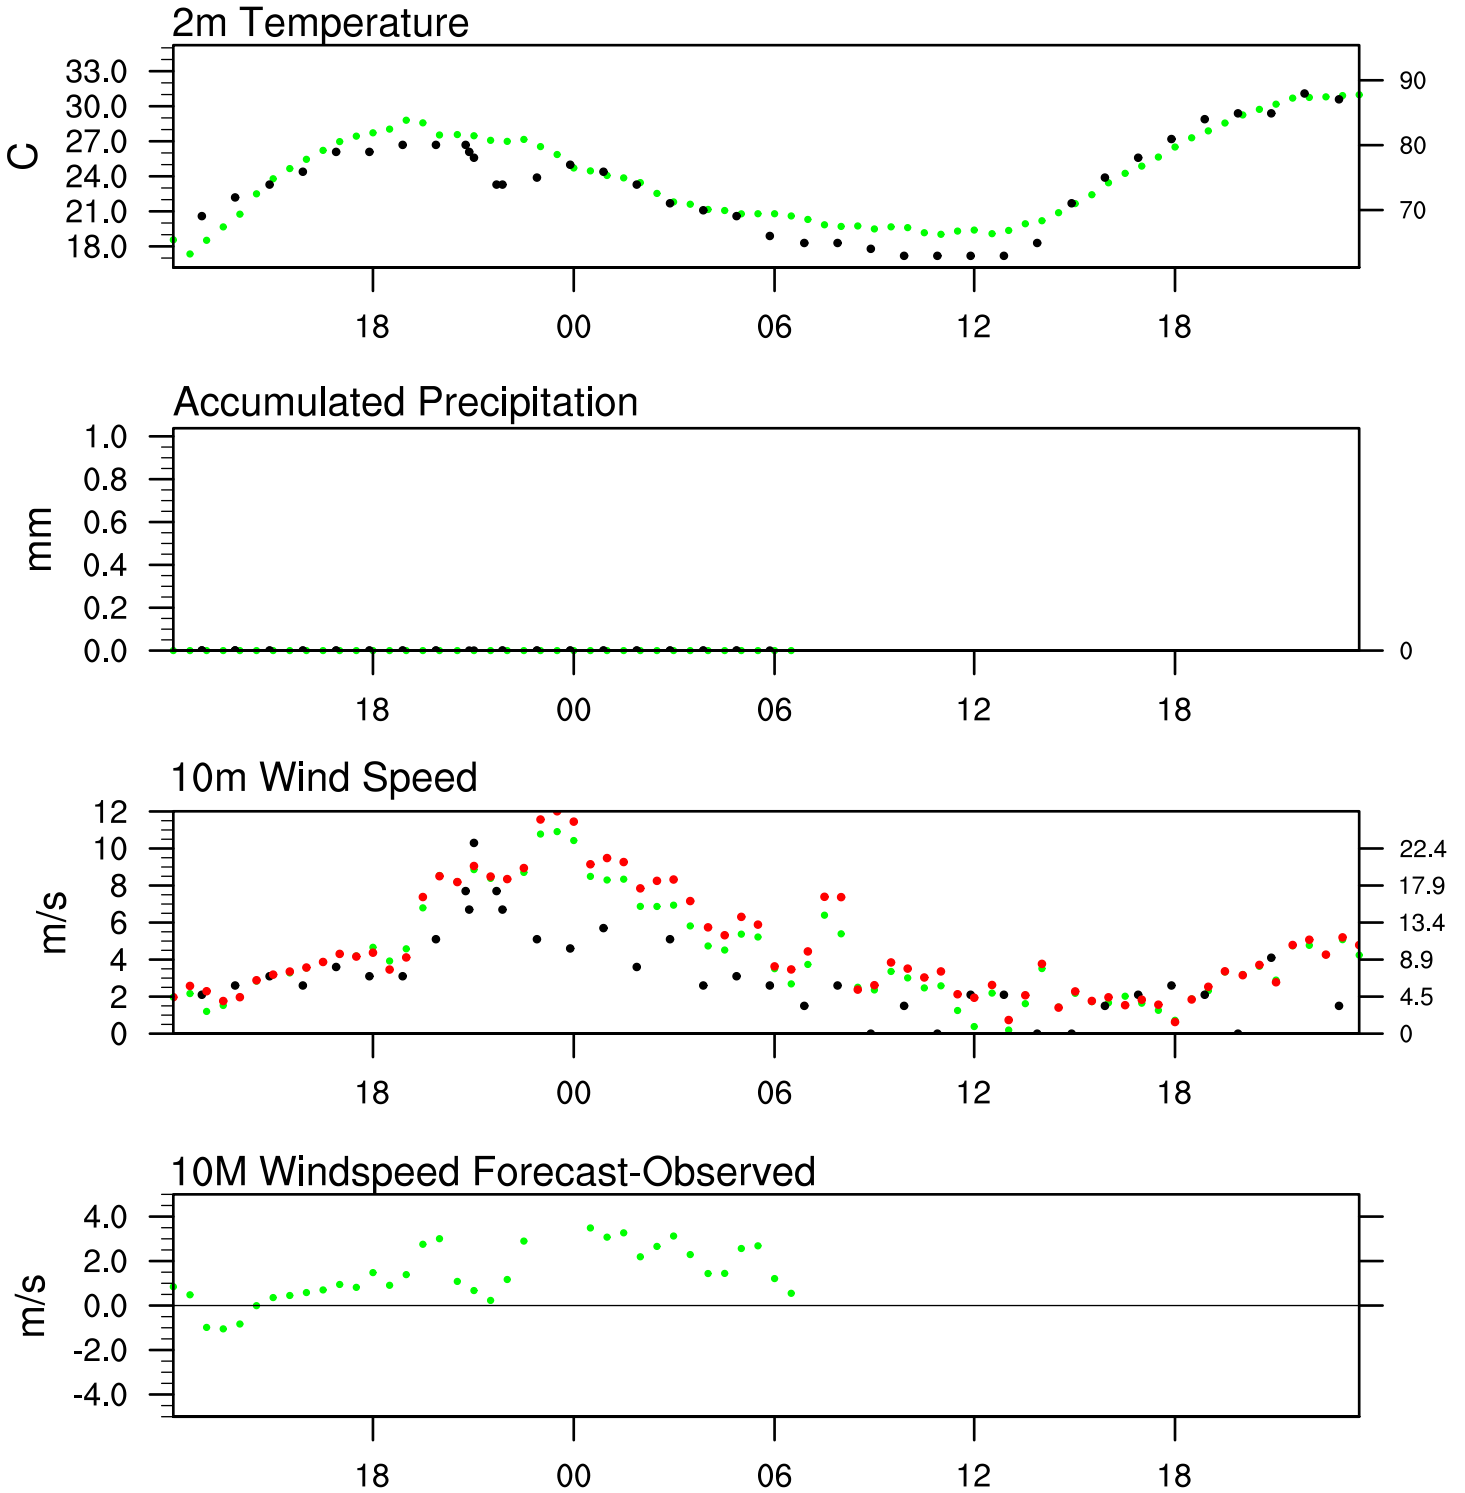 2m Temperature
33.0
30.0
27.0
24.0
21.0
18.0
C
90
80
70
18 00 06 12 18
Accumulated Precipitation
1.0
0.8
0.6
0.4
0.2
0.0
mm
0
18 00 06 12 18
10m Wind Speed
12
10
8
6
4
2
0
m/s
22.4
17.9
13.4
8.9
4.5
0
18 00 06 12 18
10M Windspeed Forecast-Observed
4.0
2.0
0.0
-2.0
-4.0
m/s
18 00 06 12 18